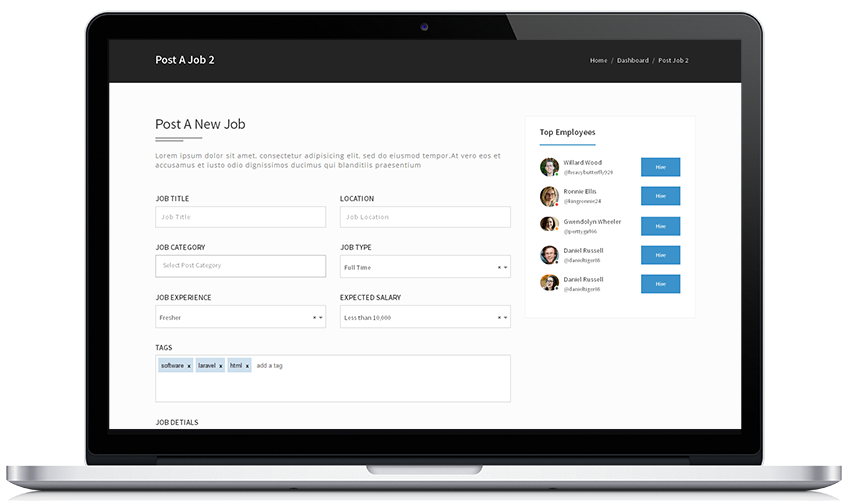 Post A Job 2
Home / Dashboard / Post Job 2
Post A New Job
Lorem ipsum dolor sit amet, consectetur adipisicing elit, sed do eiusmod tempor.At vero eos et
accusamus et iusto odio dignissimos ducimus qui blanditiis praesentium
JOB TITLE
Job Title
LOCATION
Job Location
JOB CATEGORY
Select Post Category
JOB TYPE
Full Time × ▾
JOB EXPERIENCE
Fresher × ▾
EXPECTED SALARY
Less than 10,000 × ▾
TAGS
software x laravel x html x add a tag
JOB DETIALS
Top Employees
Willard Wood
@heavybutterfly924
Hire
Ronnie Ellis
@kingronnie24
Hire
Gwendolyn Wheeler
Hire
Daniel Russell
@danieltiger66
Hire
Daniel Russell
@danieltiger66
Hire